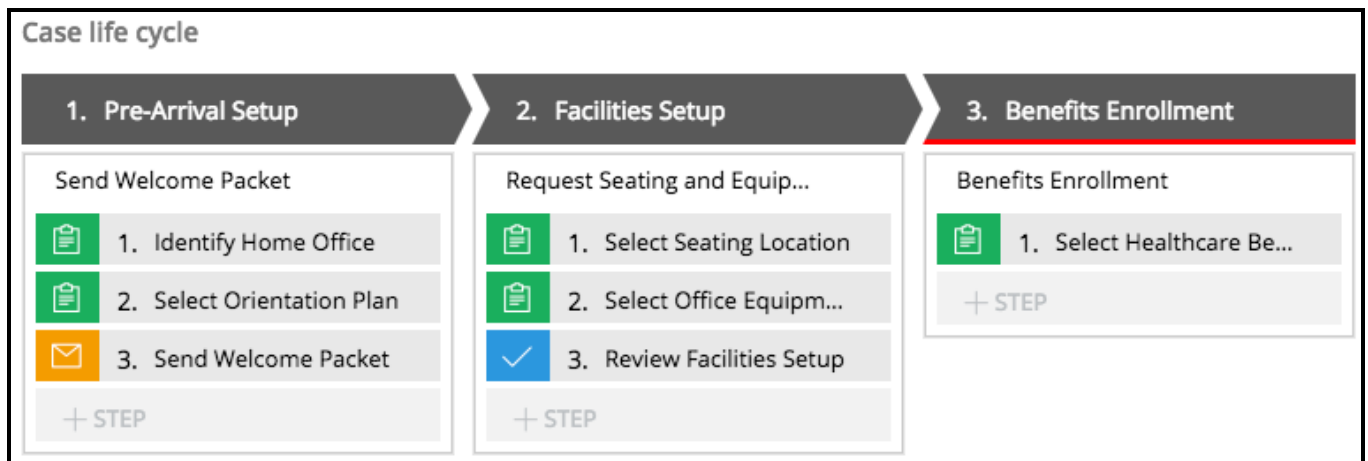 Case life cycle
1. Pre-Arrival Setup
2. Facilities Setup
3. Benefits Enrollment
Send Welcome Packet
1. Identify Home Office
2. Select Orientation Plan
3. Send Welcome Packet
+ STEP
Request Seating and Equip...
1. Select Seating Location
2. Select Office Equipm...
3. Review Facilities Setup
+ STEP
Benefits Enrollment
1. Select Healthcare Be...
+ STEP